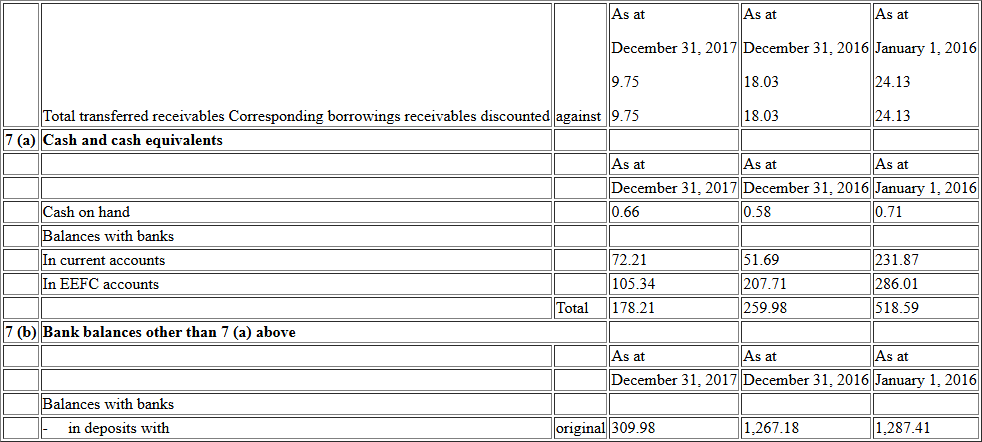 As at As at As at
December 31, 2017 December 31, 2016 January 1, 2016
9.75 18.03 24.13
Total transferred receivables Corresponding borrowings receivables discounted against 9.75 18.03 24.13
7 (a) Cash and cash equivalents
As at As at As at
December 31, 2017 December 31, 2016 January 1, 2016
Cash on hand 0.66 0.58 0.71
Balances with banks
In current accounts 72.21 51.69 231.87
In EEFC accounts 105.34 207.71 286.01
Total 178.21 259.98 518.59
7 (b) Bank balances other than 7 (a) above
As at As at As at
December 31, 2017 December 31, 2016 January 1, 2016
Balances with banks
- in deposits with original 309.98 1,267.18 1,287.41